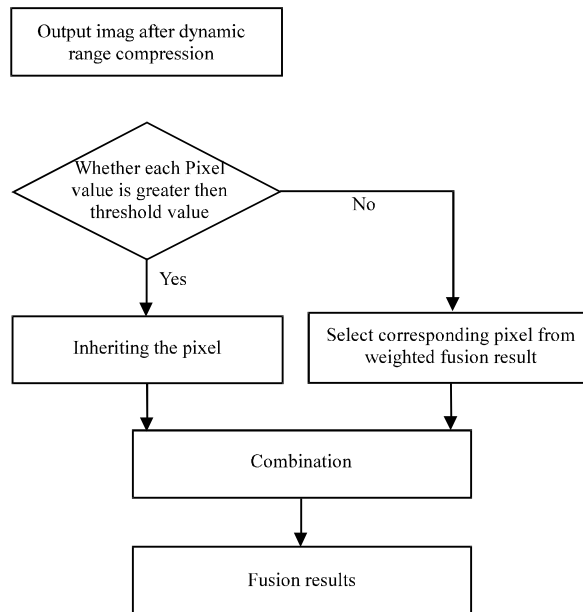 Output imag after dynamic
range compression
Whether each Pixel
value is greater then
threshold value
No
Yes
Inheriting the pixel
Select corresponding pixel from
weighted fusion result
Combination
Fusion results